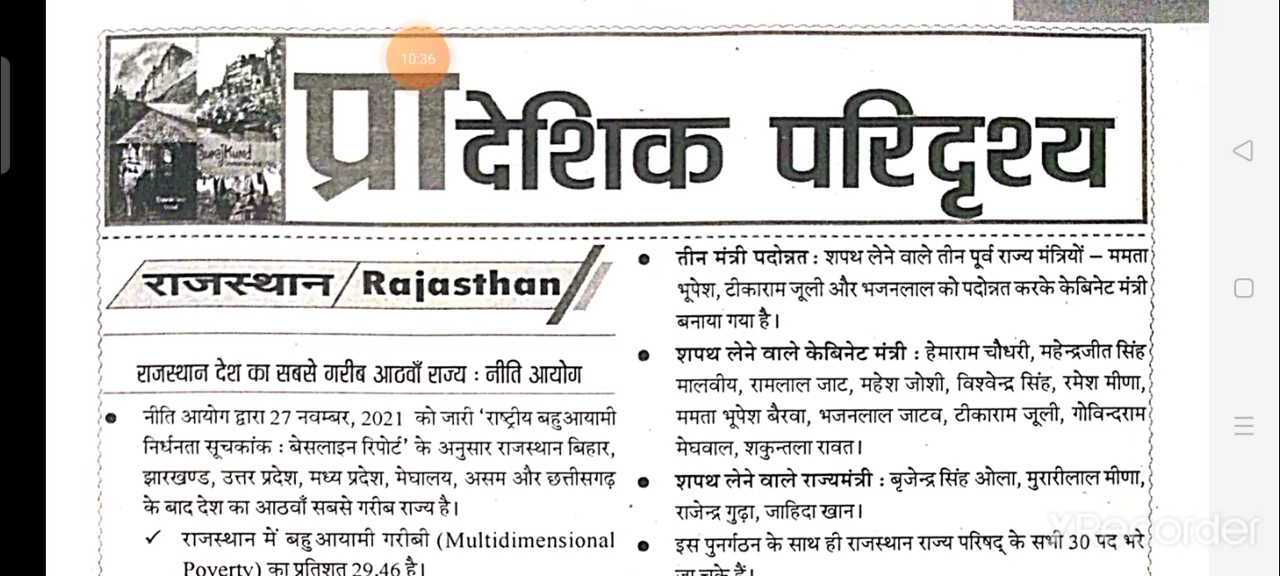 10:36
SurajKund
प्रादेशिक परिदृश्य
राजस्थान/Rajasthan
राजस्थान देश का सबसे गरीब आठवाँ राज्य : नीति आयोग
● नीति आयोग द्वारा 27 नवम्बर, 2021 को जारी ‘राष्ट्रीय बहुआयामी
निर्धनता सूचकांक : बेसलाइन रिपोर्ट’ के अनुसार राजस्थान बिहार,
झारखण्ड, उत्तर प्रदेश, मध्य प्रदेश, मेघालय, असम और छत्तीसगढ़
के बाद देश का आठवाँ सबसे गरीब राज्य है।
✓ राजस्थान में बहुआयामी गरीबी (Multidimensional
Poverty) का प्रतिशत 29.46 है।
● तीन मंत्री पदोन्नत : शपथ लेने वाले तीन पूर्व राज्य मंत्रियों – ममता
भूपेश, टीकाराम जूली और भजनलाल को पदोन्नत करके केबिनेट मंत्री
बनाया गया है।
● शपथ लेने वाले केबिनेट मंत्री : हेमाराम चौधरी, महेन्द्रजीत सिंह
मालवीय, रामलाल जाट, महेश जोशी, विश्वेन्द्र सिंह, रमेश मीणा,
ममता भूपेश बैरवा, भजनलाल जाटव, टीकाराम जूली, गोविन्दराम
मेघवाल, शकुन्तला रावत।
● शपथ लेने वाले राज्यमंत्री : बृजेन्द्र सिंह ओला, मुरारीलाल मीणा,
राजेन्द्र गुढ़ा, जाहिदा खान।
● इस पुनर्गठन के साथ ही राजस्थान राज्य परिषद् के सभी 30 पद भरे
जा चुके हैं।
XRecorder